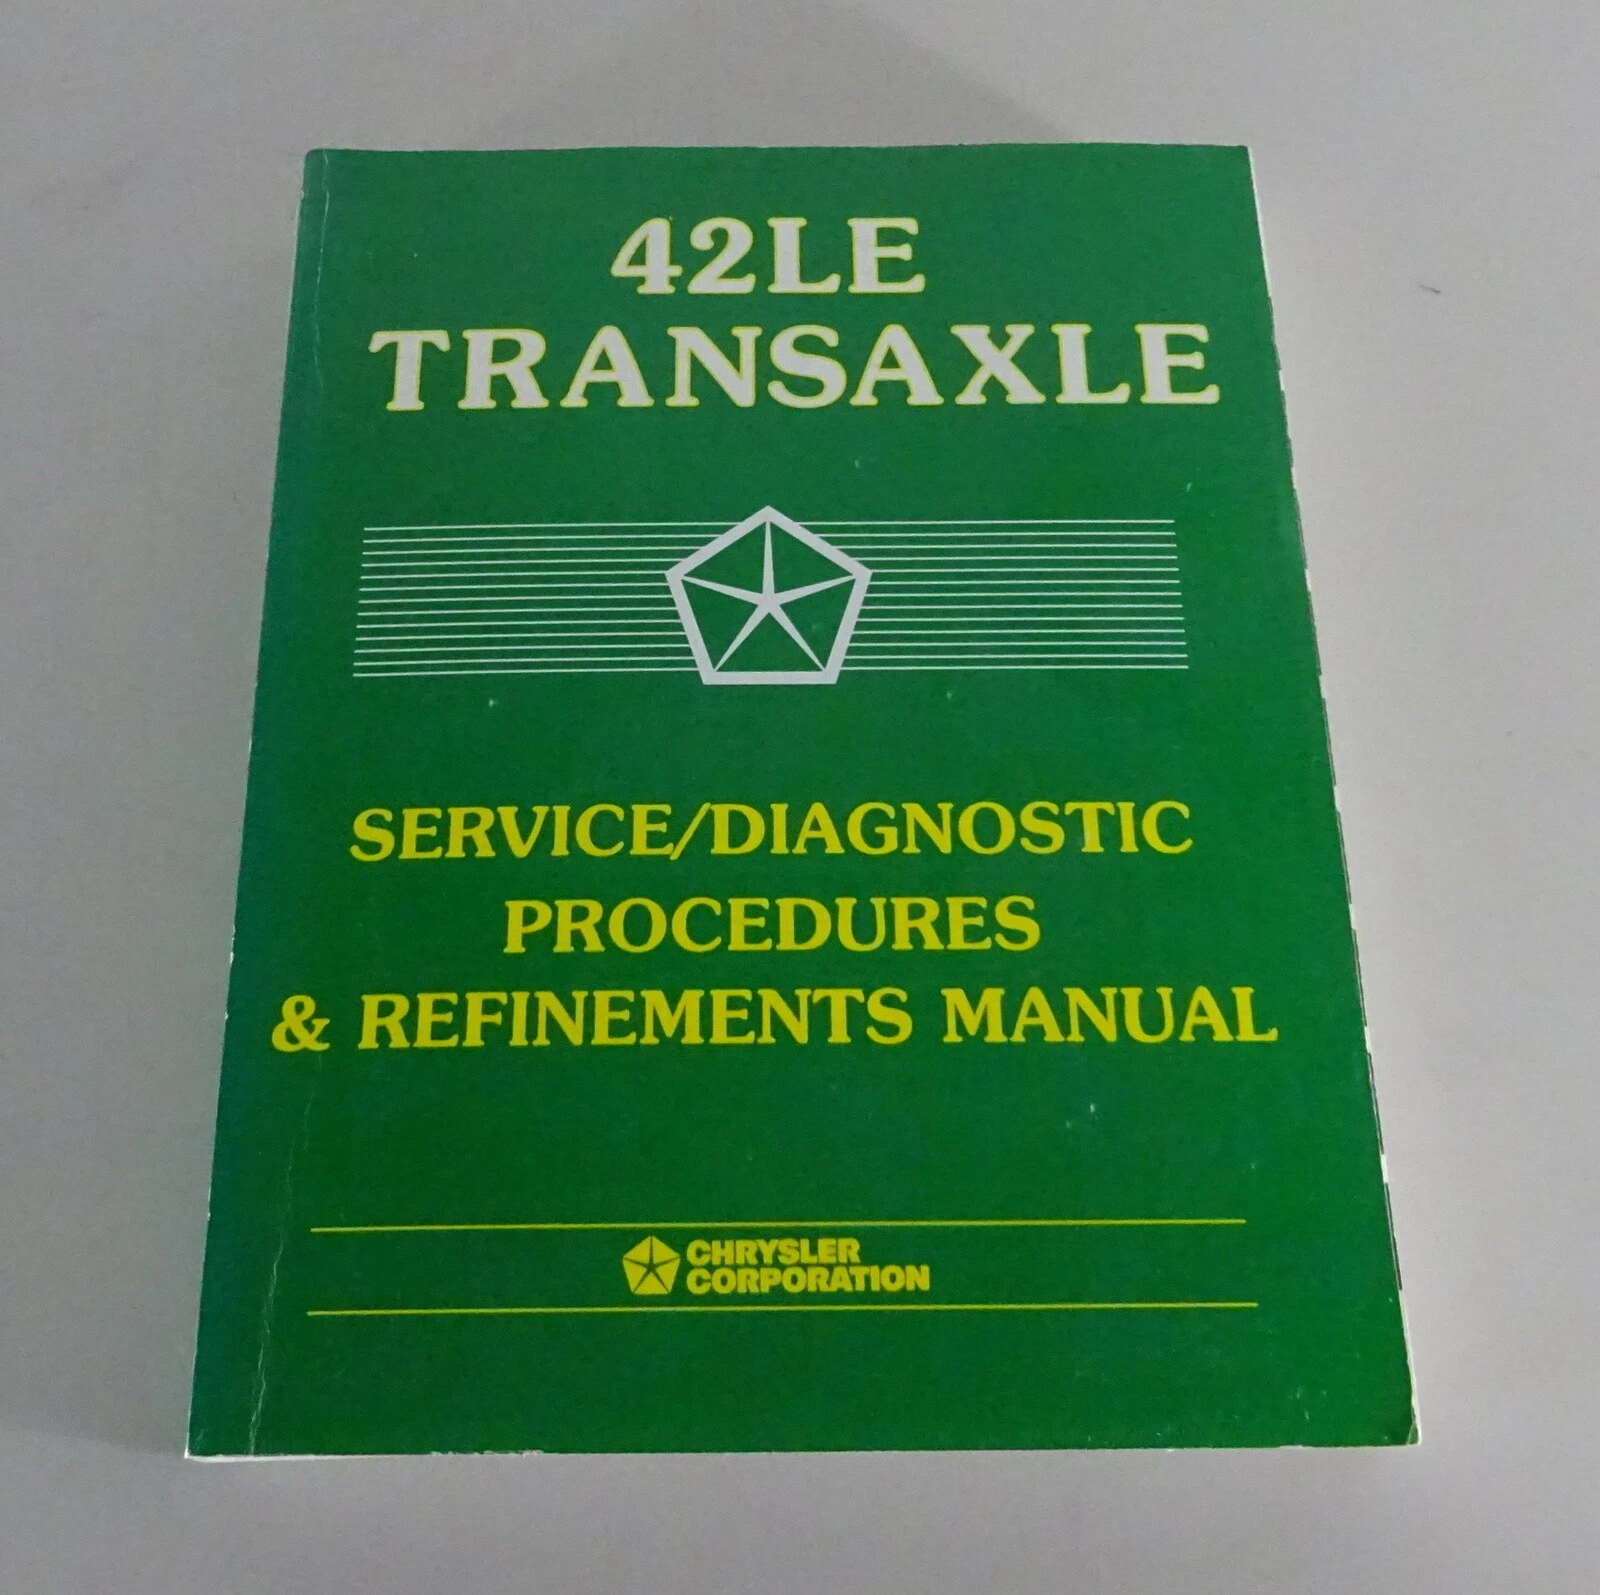 42LE
TRANSAXLE
SERVICE/DIAGNOSTIC
PROCEDURES
& REFINEMENTS MANUAL
CHRYSLER
CORPORATION